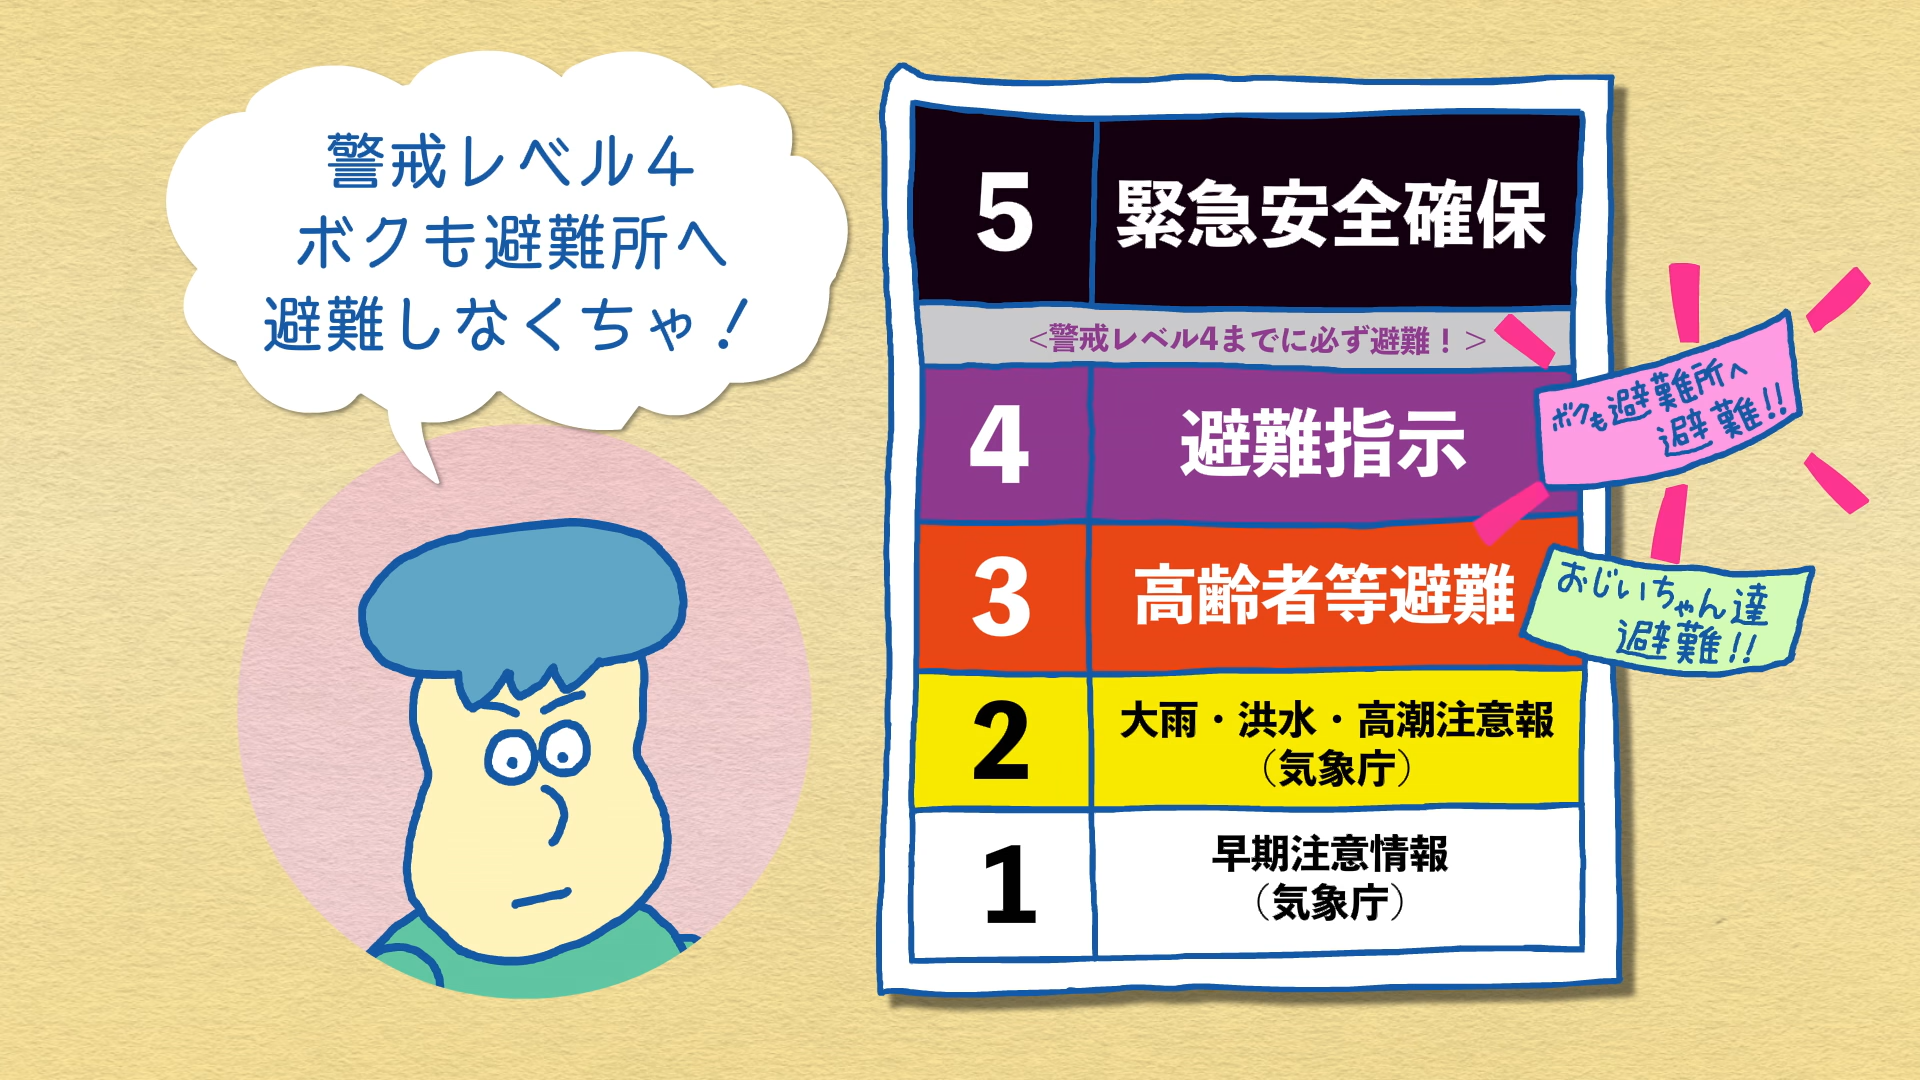 警戒レベル４
ボクも避難所へ
避難しなくちゃ！
5 緊急安全確保
<警戒レベル4までに必ず避難！>
4 避難指示
ボクも避難所へ
避難!!
3 高齢者等避難
おじいちゃん達
避難!!
2 大雨・洪水・高潮注意報
（気象庁）
1 早期注意情報
（気象庁）